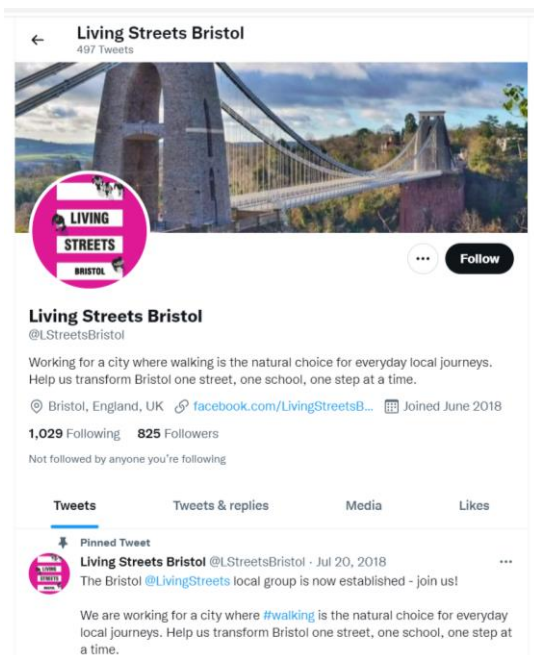 Living Streets Bristol
497 Tweets
LIVING
STREETS
BRISTOL
Follow
Living Streets Bristol
@LStreetsBristol
Working for a city where walking is the natural choice for everyday local journeys.
Help us transform Bristol one street, one school, one step at a time.
Bristol, England, UK facebook.com/LivingStreetsB... Joined June 2018
1,029 Following 825 Followers
Not followed by anyone you're following
Tweets Tweets & replies Media Likes
Pinned Tweet
Living Streets Bristol @LStreetsBristol · Jul 20, 2018
LIVING
STREETS
The Bristol @LivingStreets local group is now established - join us!
We are working for a city where #walking is the natural choice for everyday
local journeys. Help us transform Bristol one street, one school, one step at
a time.